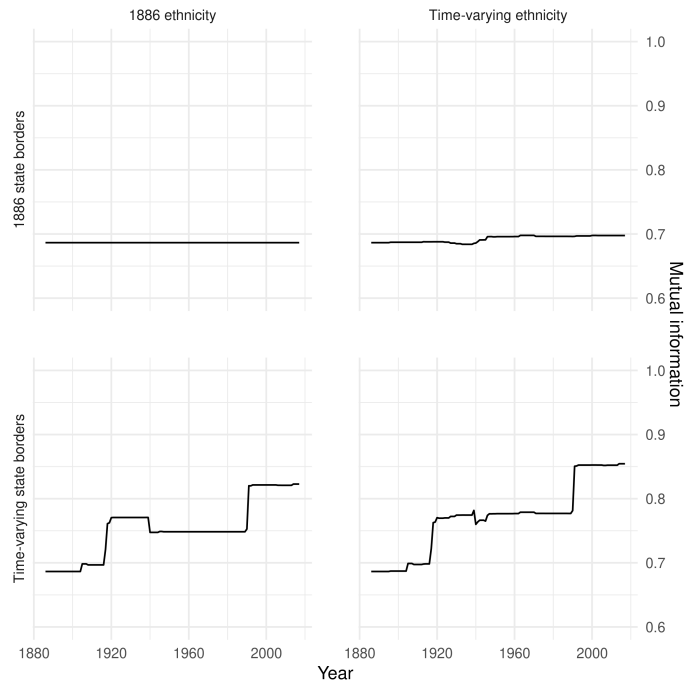 1886 ethnicity
Time-varying ethnicity
1886 state borders
1.0
0.9
0.8
0.7
0.6
Mutual information
Time-varying state borders
1.0
0.9
0.8
0.7
0.6
1880 1920 1960 2000
1880 1920 1960 2000
Year